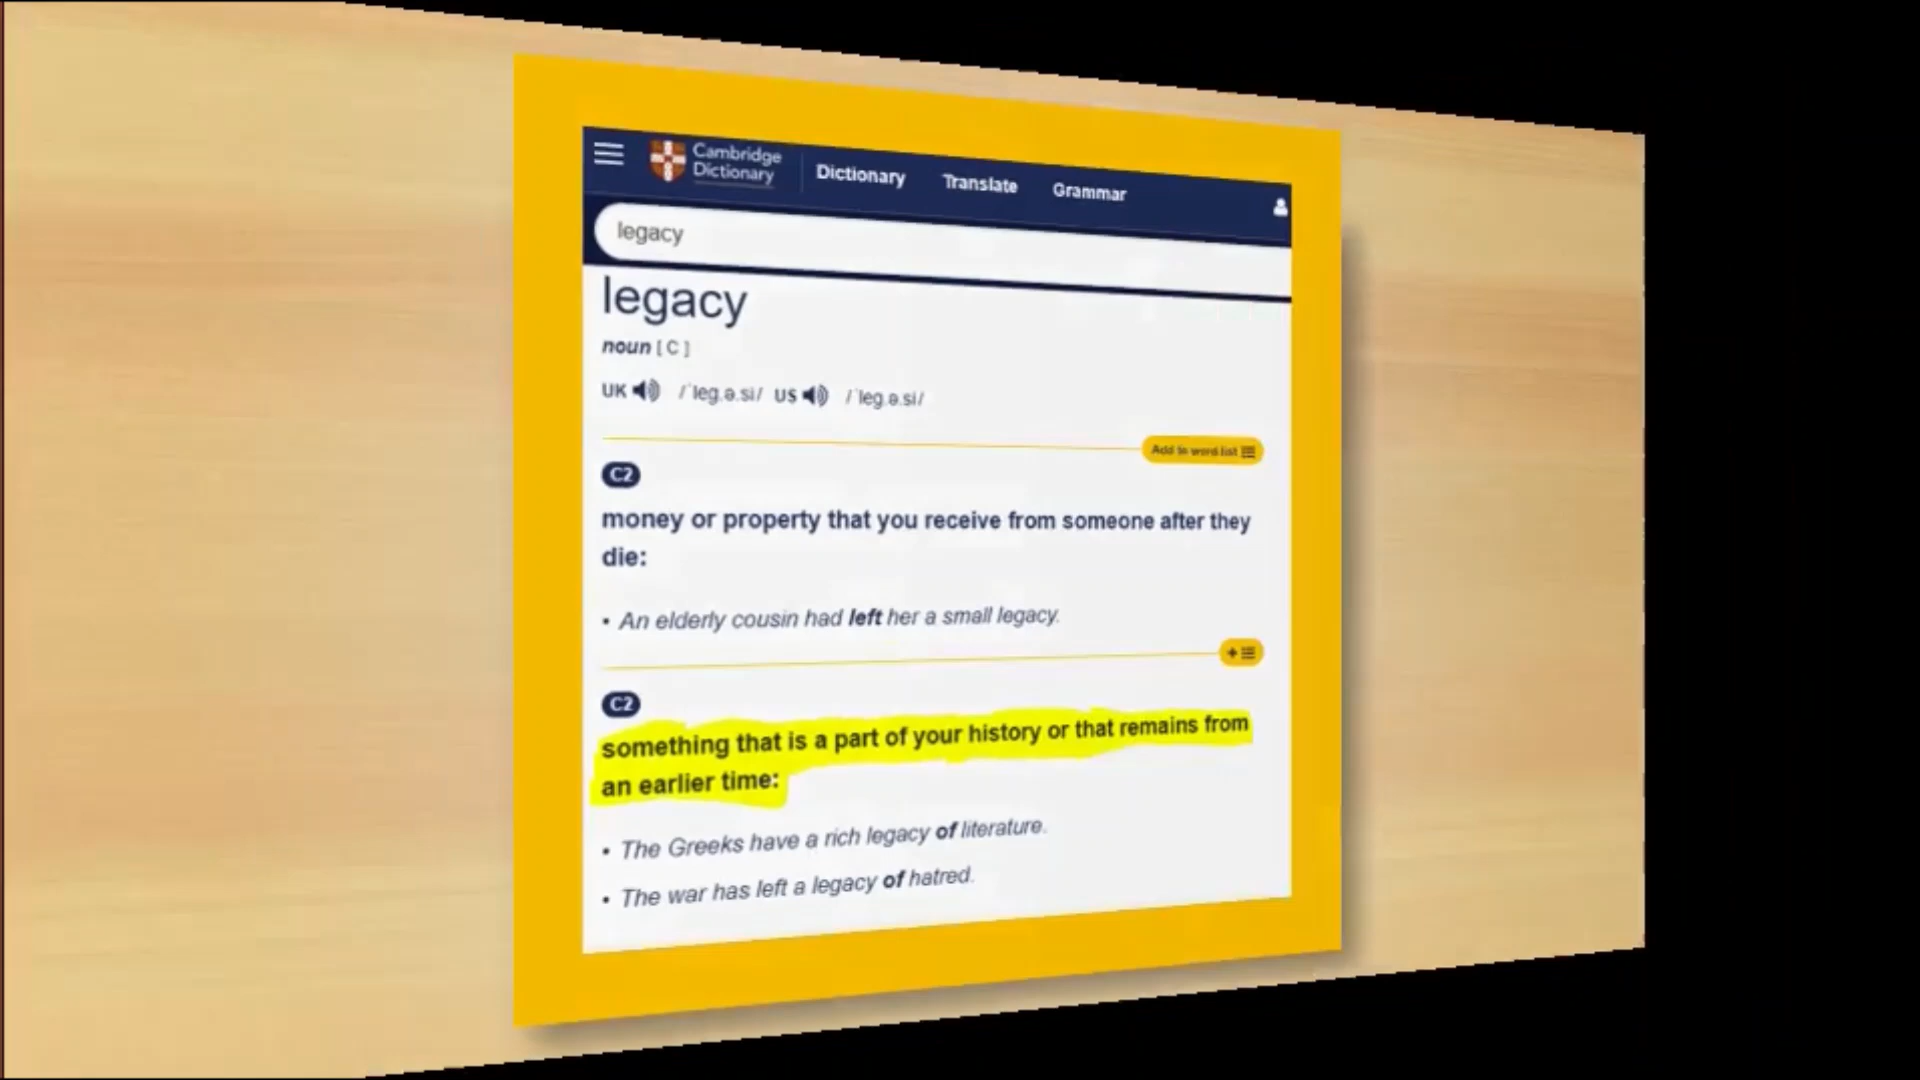 Cambridge
Dictionary
Dictionary Translate Grammar
legacy
legacy
noun [ C ]
UK /ˈleg.ə.si/ US /ˈleg.ə.si/
Add to word list
C2
money or property that you receive from someone after they
die:
• An elderly cousin had left her a small legacy.
C2
something that is a part of your history or that remains from
an earlier time:
• The Greeks have a rich legacy of literature.
• The war has left a legacy of hatred.